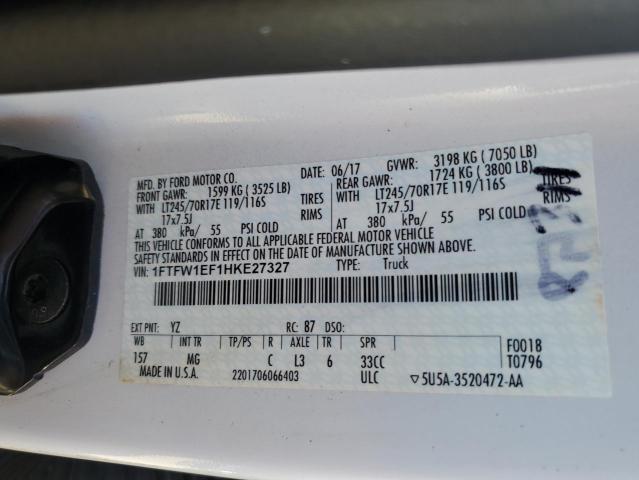 MFD. BY FORD MOTOR CO.
DATE: 06/17 GVWR: 3198 KG ( 7050 LB)
FRONT GAWR: 1599 KG ( 3525 LB) REAR GAWR: 1724 KG ( 3800 LB)
WITH LT245/70R17E 119/116S TIRES WITH LT245/70R17E 119/116S TIRES
17x7.5J RIMS 17x7.5J RIMS
AT 380 kPa/ 55 PSI COLD AT 380 kPa/ 55 PSI COLD
THIS VEHICLE CONFORMS TO ALL APPLICABLE FEDERAL MOTOR VEHICLE
SAFETY STANDARDS IN EFFECT ON THE DATE OF MANUFACTURE SHOWN ABOVE.
VIN: 1FTFW1EF1HKE27327 TYPE: Truck
EXT PNT: YZ RC: 87 DSO:
WB INT TR TP/PS R AXLE TR SPR F0018
157 MG C L3 6 33CC T0796
MADE IN U.S.A. 2201706066403 ULC ▽5U5A-3520472-AA